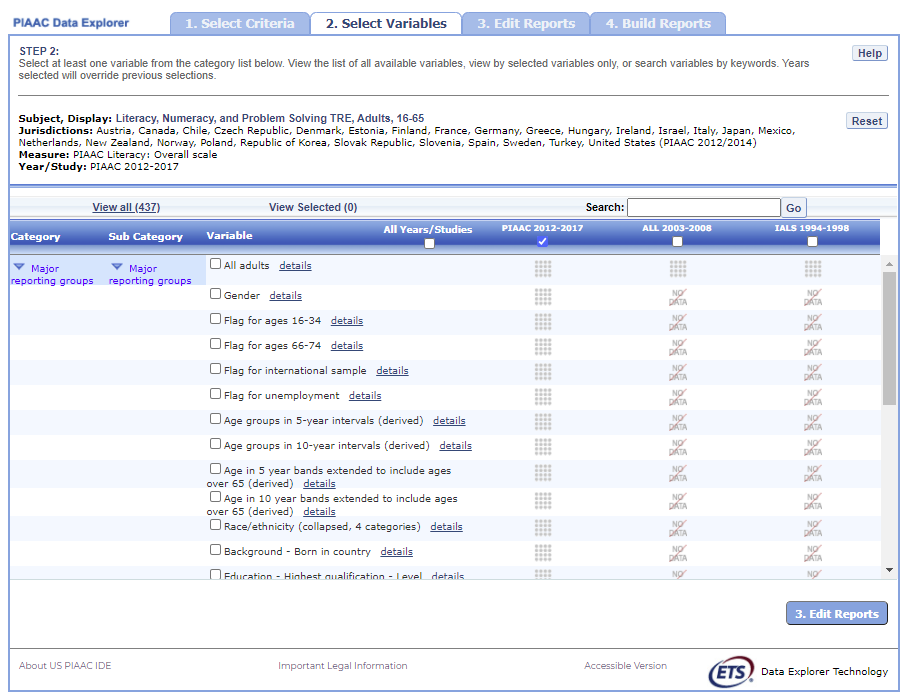 PIAAC Data Explorer
1. Select Criteria
2. Select Variables
3. Edit Reports
4. Build Reports
STEP 2:
Help
Select at least one variable from the category list below. View the list of all available variables, view by selected variables only, or search variables by keywords. Years
selected will override previous selections.
Subject, Display: Literacy, Numeracy, and Problem Solving TRE, Adults, 16-65
Reset
Jurisdictions: Austria, Canada, Chile, Czech Republic, Denmark, Estonia, Finland, France, Germany, Greece, Hungary, Ireland, Israel, Italy, Japan, Mexico,
Netherlands, New Zealand, Norway, Poland, Republic of Korea, Slovak Republic, Slovenia, Spain, Sweden, Turkey, United States (PIAAC 2012/2014)
Measure: PIAAC Literacy: Overall scale
Year/Study: PIAAC 2012-2017
View all (437)
View Selected (0)
Search:
Go
Category
Sub Category
Variable
All Years/Studies
PIAAC 2012-2017
ALL 2003-2008
IALS 1994-1998
Major
reporting groups
Major
reporting groups
All adults details
Gender details
NO DATA
NO DATA
Flag for ages 16-34 details
NO DATA
NO DATA
Flag for ages 66-74 details
NO DATA
NO DATA
Flag for international sample details
NO DATA
NO DATA
Flag for unemployment details
NO DATA
NO DATA
Age groups in 5-year intervals (derived) details
NO DATA
NO DATA
Age groups in 10-year intervals (derived) details
NO DATA
NO DATA
Age in 5 year bands extended to include ages
over 65 (derived) details
NO DATA
NO DATA
Age in 10 year bands extended to include ages
over 65 (derived) details
NO DATA
NO DATA
Race/ethnicity (collapsed, 4 categories) details
NO DATA
NO DATA
Background - Born in country details
NO DATA
NO DATA
Education - Highest qualification - Level details
NO
NO
3. Edit Reports
About US PIAAC IDE
Important Legal Information
Accessible Version
ETS
Data Explorer Technology